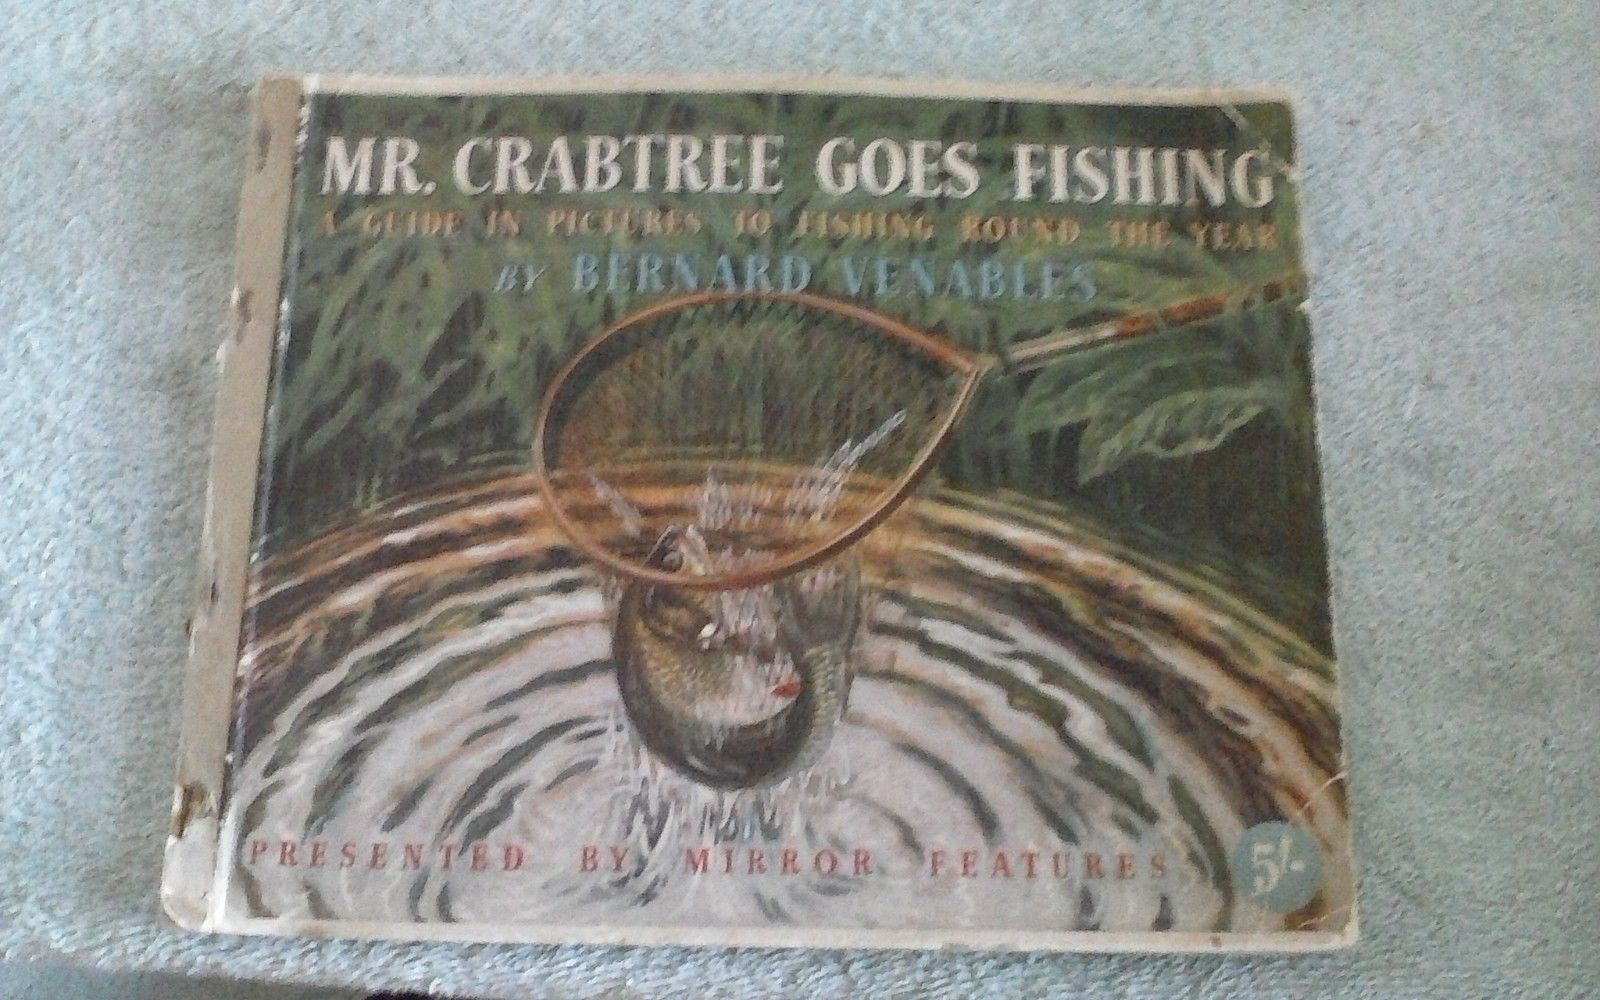 MR. CRABTREE GOES FISHING
A GUIDE IN PICTURES TO FISHING ROUND THE YEAR
BY BERNARD VENABLES
PRESENTED BY MIRROR FEATURES
5/-